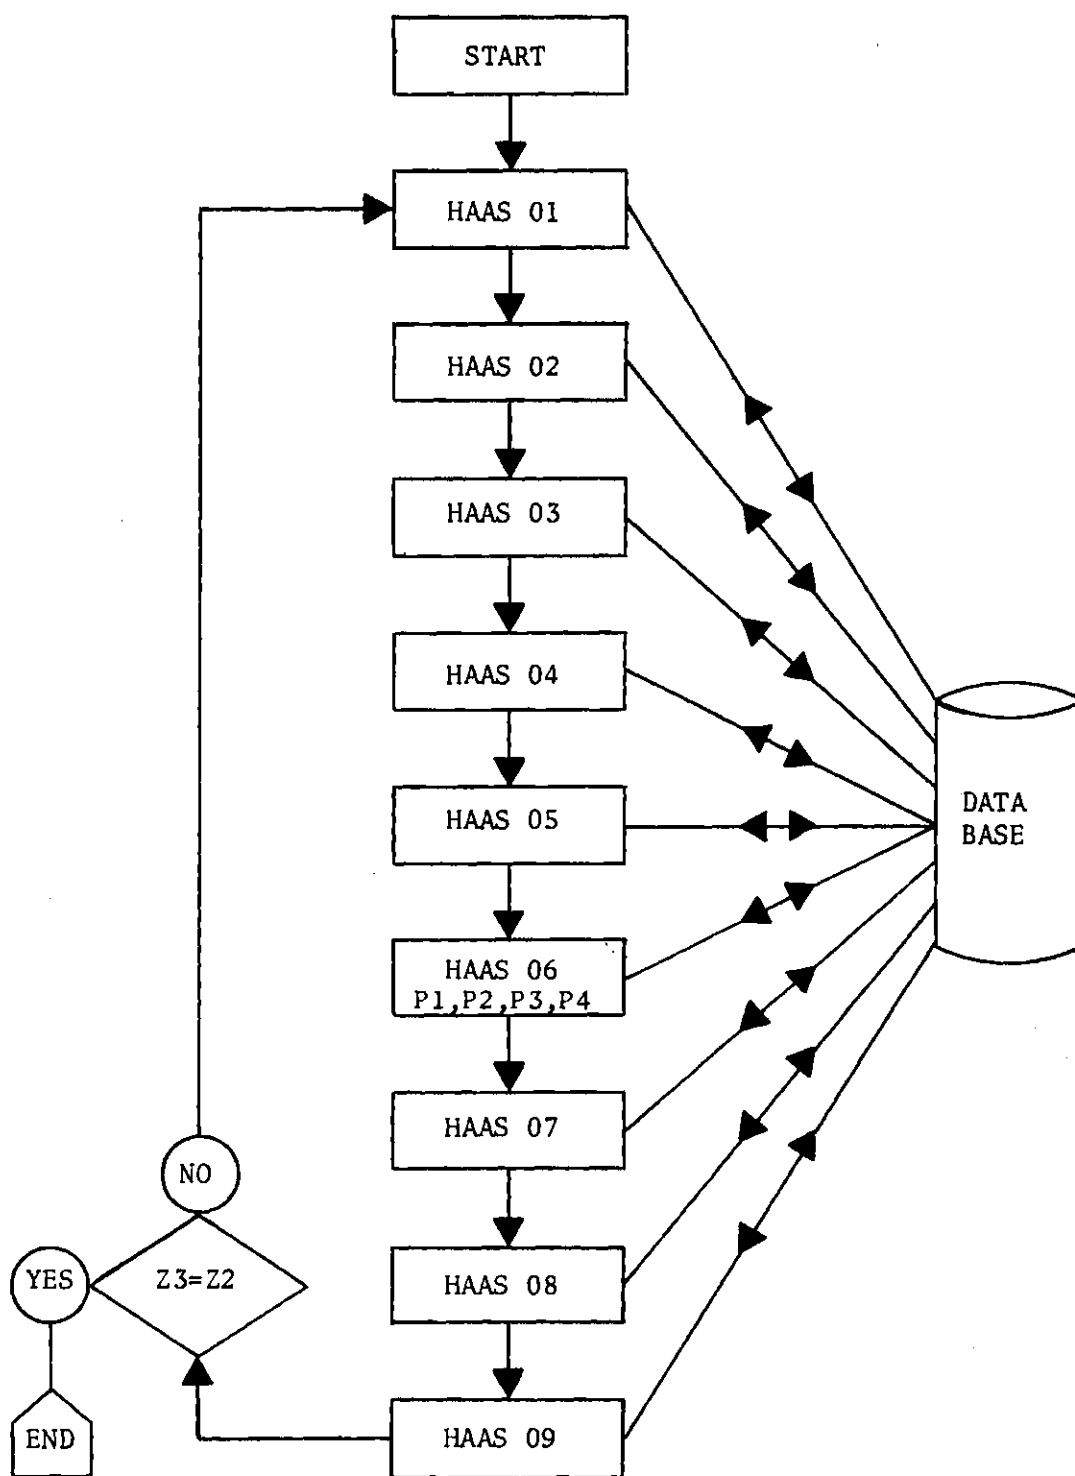 START
HAAS 01
HAAS 02
HAAS 03
HAAS 04
DATA
BASE
HAAS 05
HAAS 06
P1,P2,P3,P4
HAAS 07
NO
YES
Z3=Z2
HAAS 08
END
HAAS 09